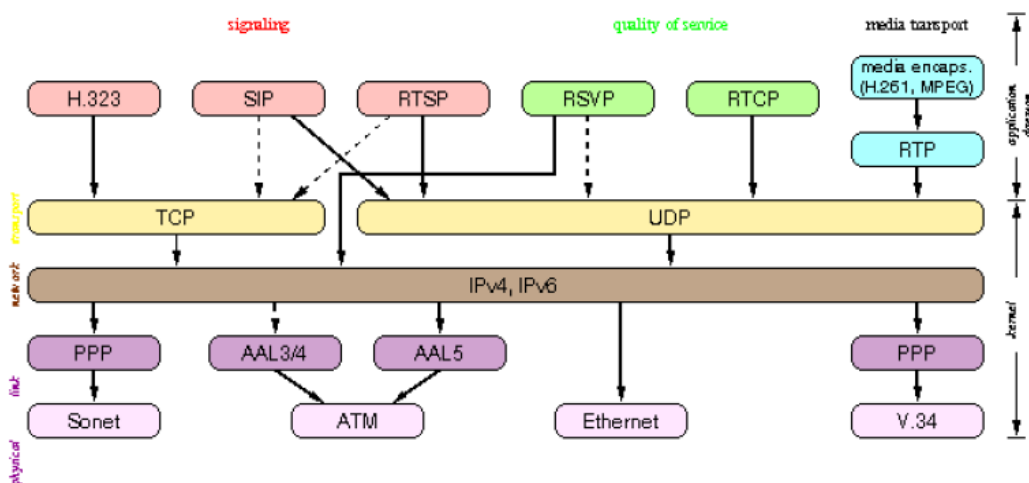 signaling
quality of service
media transport
media encaps.
(H.261, MPEG)
H.323
SIP
RTSP
RSVP
RTCP
RTP
application
daemon
transport
TCP
UDP
network
IPv4, IPv6
kernel
PPP
AAL3/4
AAL5
PPP
link
Sonet
ATM
Ethernet
V.34
physical